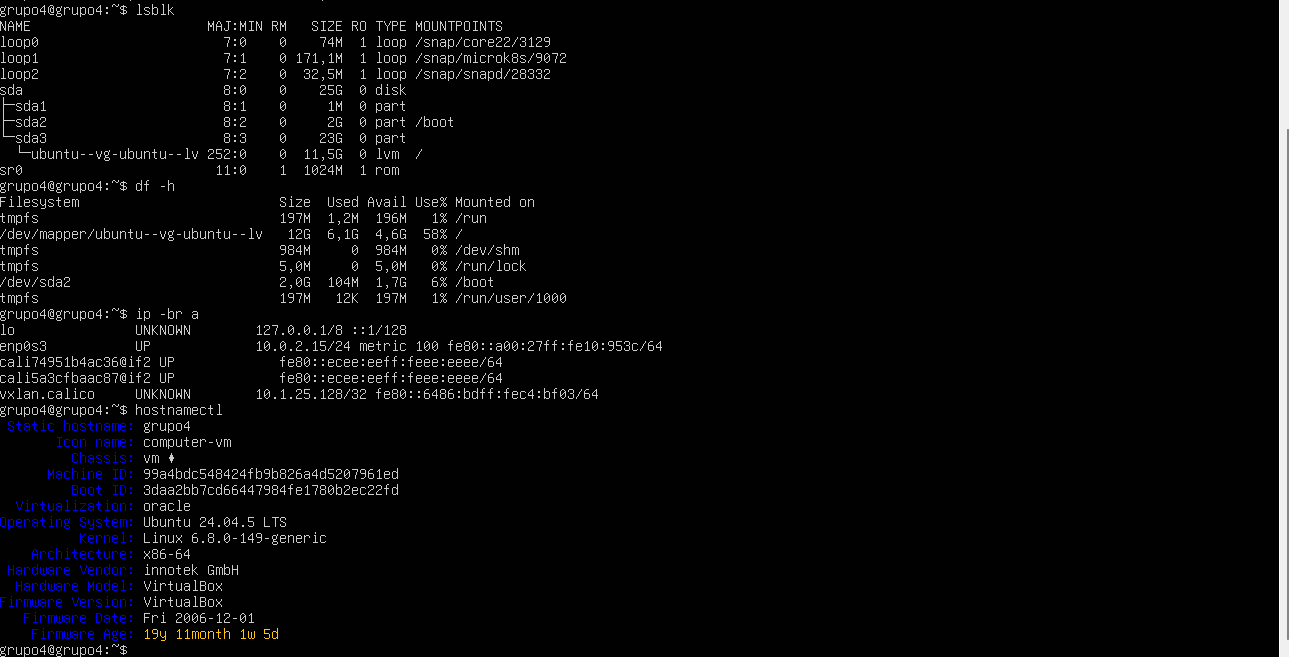 grupo4@grupo4:~$ lsblk
NAME                      MAJ:MIN RM   SIZE RO TYPE MOUNTPOINTS
loop0                       7:0    0    74M  1 loop /snap/core22/3129
loop1                       7:1    0 171,1M  1 loop /snap/microk8s/9072
loop2                       7:2    0  32,5M  1 loop /snap/snapd/28332
sda                         8:0    0    25G  0 disk
├─sda1                      8:1    0     1M  0 part
├─sda2                      8:2    0     2G  0 part /boot
└─sda3                      8:3    0    23G  0 part
  └─ubuntu--vg-ubuntu--lv 252:0    0  11,5G  0 lvm  /
sr0                        11:0    1  1024M  1 rom
grupo4@grupo4:~$ df -h
Filesystem                         Size  Used Avail Use% Mounted on
tmpfs                              197M  1,2M  196M   1% /run
/dev/mapper/ubuntu--vg-ubuntu--lv   12G  6,1G  4,6G  58% /
tmpfs                              984M     0  984M   0% /dev/shm
tmpfs                              5,0M     0  5,0M   0% /run/lock
/dev/sda2                          2,0G  104M  1,7G   6% /boot
tmpfs                              197M   12K  197M   1% /run/user/1000
grupo4@grupo4:~$ ip -br a
lo               UNKNOWN        127.0.0.1/8 ::1/128
enp0s3           UP             10.0.2.15/24 metric 100 fe80::a00:27ff:fe10:953c/64
cali74951b4ac36@if2 UP             fe80::ecee:eeff:feee:eeee/64
cali5a3cfbaac87@if2 UP             fe80::ecee:eeff:feee:eeee/64
vxlan.calico     UNKNOWN        10.1.25.128/32 fe80::6486:bdff:fec4:bf03/64
grupo4@grupo4:~$ hostnamectl
 Static hostname: grupo4
       Icon name: computer-vm
         Chassis: vm ♦
      Machine ID: 99a4bdc548424fb9b826a4d5207961ed
         Boot ID: 3daa2bb7cd66447984fe1780b2ec22fd
  Virtualization: oracle
Operating System: Ubuntu 24.04.5 LTS
          Kernel: Linux 6.8.0-149-generic
    Architecture: x86-64
 Hardware Vendor: innotek GmbH
  Hardware Model: VirtualBox
Firmware Version: VirtualBox
   Firmware Date: Fri 2006-12-01
    Firmware Age: 19y 11month 1w 5d
grupo4@grupo4:~$